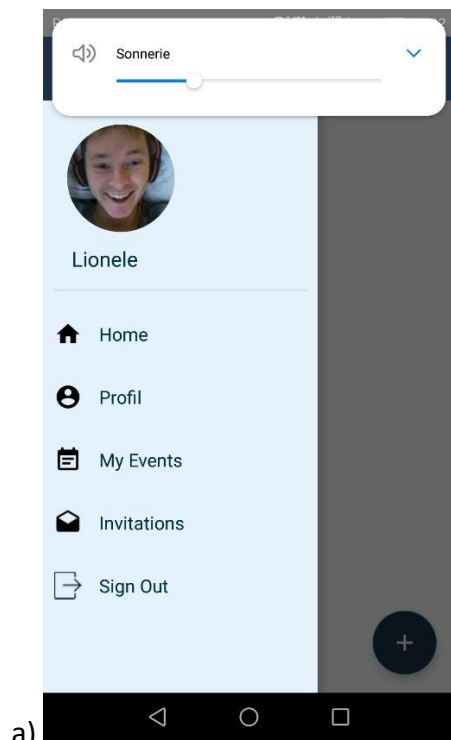 Sonnerie
Lionele
Home
Profil
My Events
Invitations
Sign Out
a)